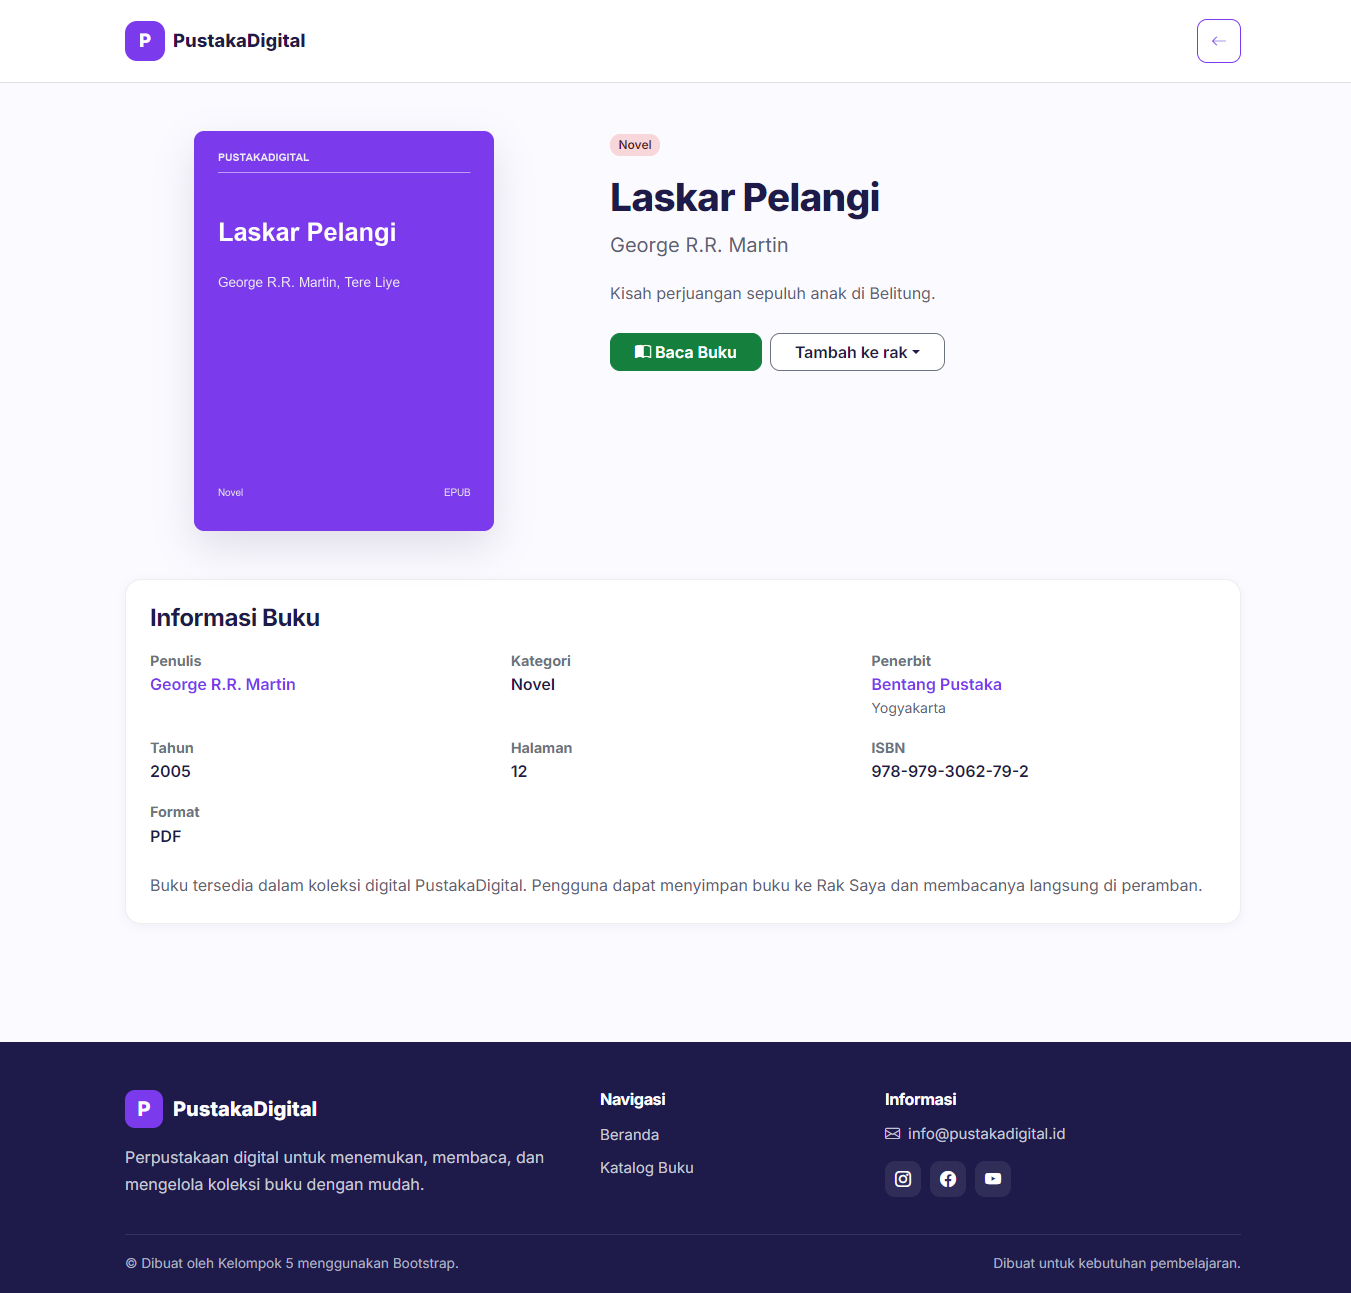 P PustakaDigital
PUSTAKADIGITAL
Laskar Pelangi
George R.R. Martin, Tere Liye
Novel EPUB
Novel
Laskar Pelangi
George R.R. Martin
Kisah perjuangan sepuluh anak di Belitung.
Baca Buku Tambah ke rak
Informasi Buku
Penulis
George R.R. Martin
Kategori
Novel
Penerbit
Bentang Pustaka
Yogyakarta
Tahun
2005
Halaman
12
ISBN
978-979-3062-79-2
Format
PDF
Buku tersedia dalam koleksi digital PustakaDigital. Pengguna dapat menyimpan buku ke Rak Saya dan membacanya langsung di peramban.
P PustakaDigital
Perpustakaan digital untuk menemukan, membaca, dan
mengelola koleksi buku dengan mudah.
Navigasi
Beranda
Katalog Buku
Informasi
info@pustakadigital.id
© Dibuat oleh Kelompok 5 menggunakan Bootstrap.
Dibuat untuk kebutuhan pembelajaran.